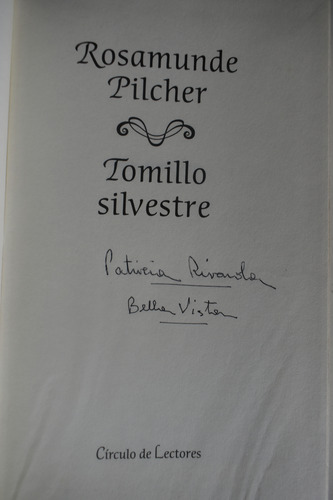 Rosamunde
Pilcher
Tomillo
silvestre
Patricia Rivarola
Bella Vista
Círculo de Lectores